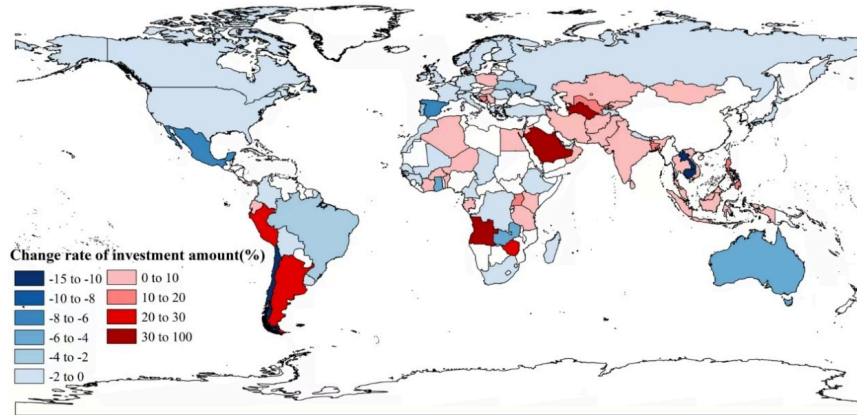 Change rate of investment amount(%)
-15 to -10
-10 to -8
-8 to -6
-6 to -4
-4 to -2
-2 to 0
0 to 10
10 to 20
20 to 30
30 to 100